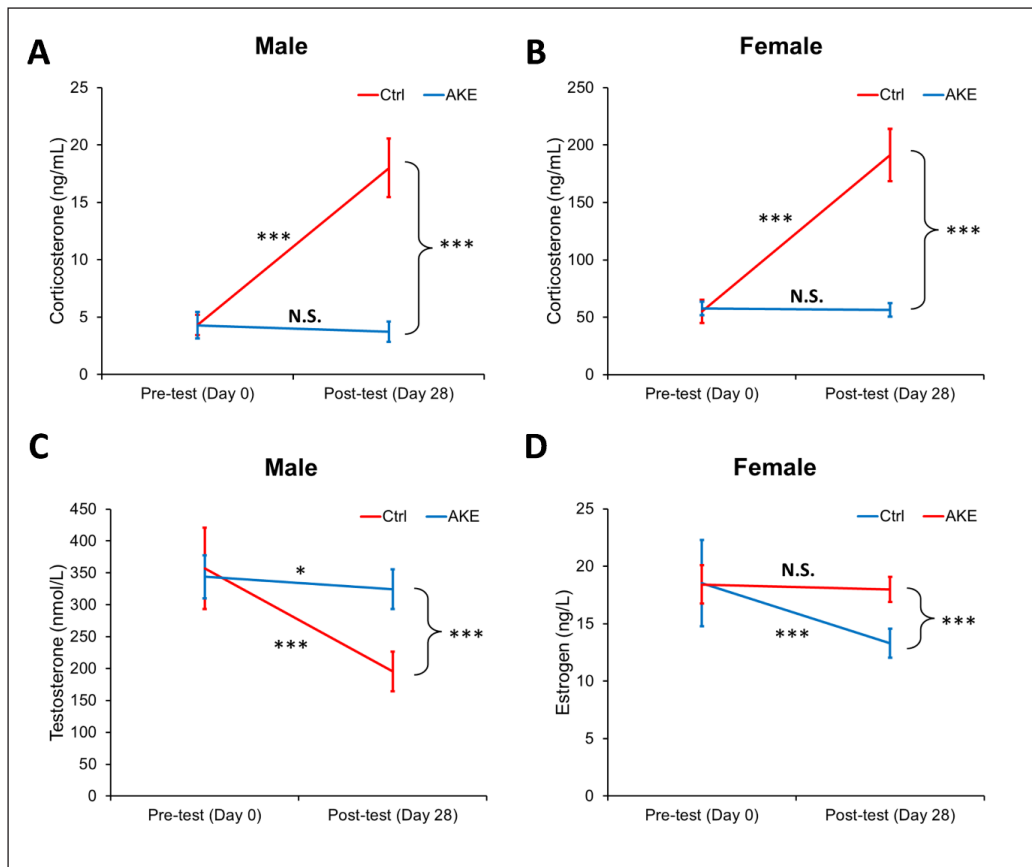 A
Male
Ctrl AKE
Corticosterone (ng/mL)
25
20
15
10
5
0
***
N.S.
***
Pre-test (Day 0) Post-test (Day 28)
B
Female
Ctrl AKE
Corticosterone (ng/mL)
250
200
150
100
50
0
***
N.S.
***
Pre-test (Day 0) Post-test (Day 28)
C
Male
Ctrl AKE
Testosterone (nmol/L)
450
400
350
300
250
200
150
100
50
0
*
***
***
Pre-test (Day 0) Post-test (Day 28)
D
Female
Ctrl AKE
Estrogen (ng/L)
25
20
15
10
5
0
N.S.
***
***
Pre-test (Day 0) Post-test (Day 28)